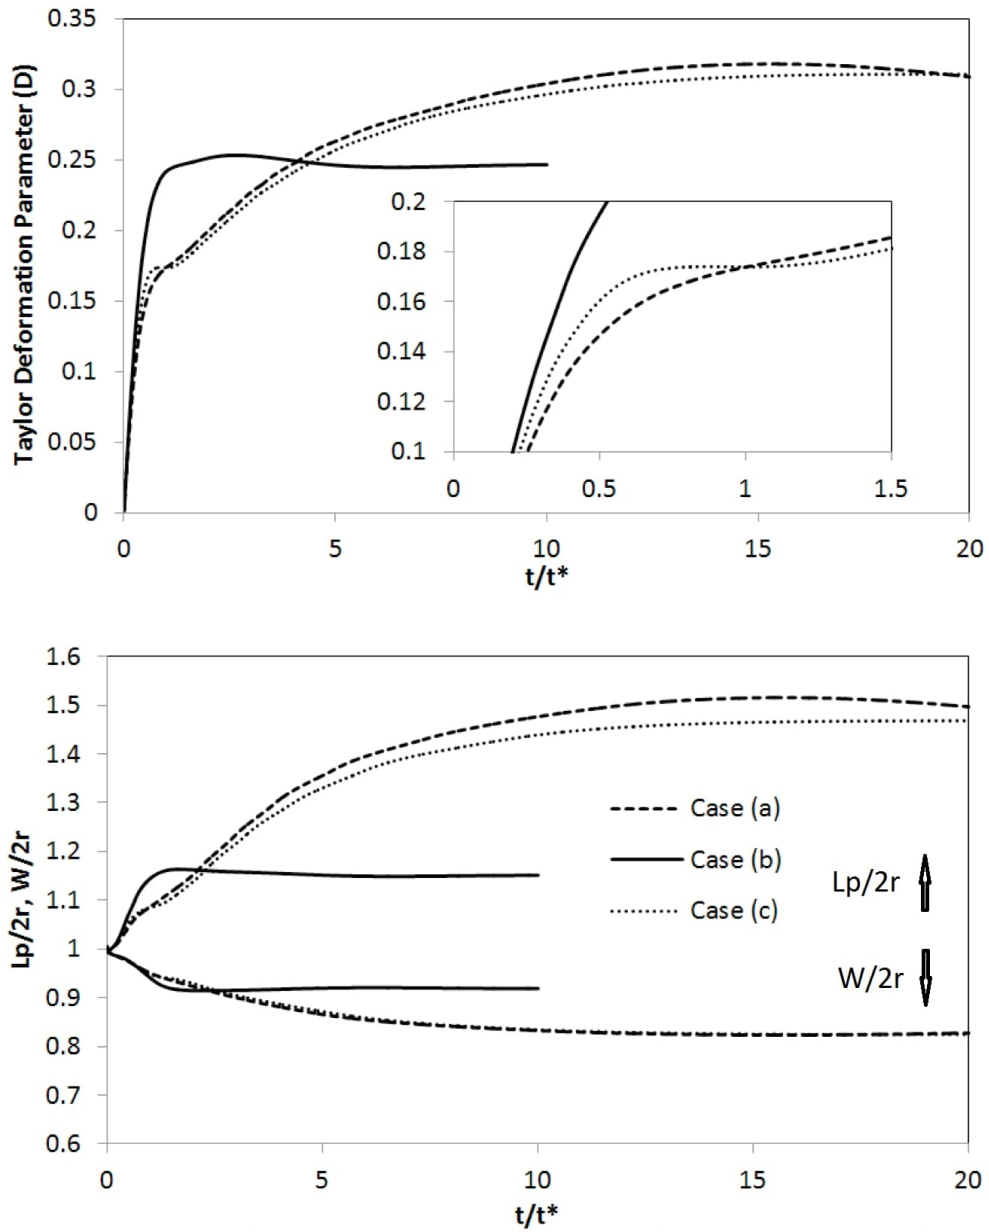 0.35
0.3
0.25
0.2
0.15
0.1
0.05
0
Taylor Deformation Parameter (D)
0 5 10 15 20
t/t*
0.2
0.18
0.16
0.14
0.12
0.1
0 0.5 1 1.5
1.6
1.5
1.4
1.3
1.2
1.1
1
0.9
0.8
0.7
0.6
Lp/2r, W/2r
Case (a)
Case (b)
Case (c)
Lp/2r
W/2r
0 5 10 15 20
t/t*